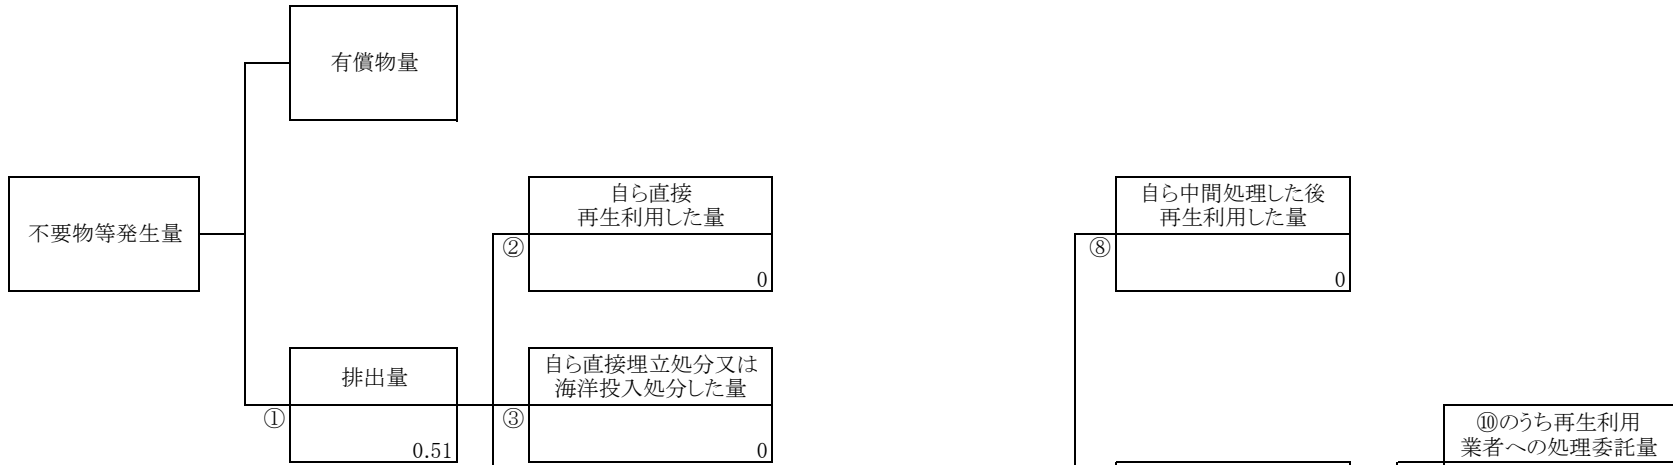 有償物量
不要物等発生量
自ら直接
再生利用した量
②
0
自ら中間処理した後
再生利用した量
⑧
0
排出量
①
0.51
自ら直接埋立処分又は
海洋投入処分した量
③
0
⑩のうち再生利用
業者への処理委託量